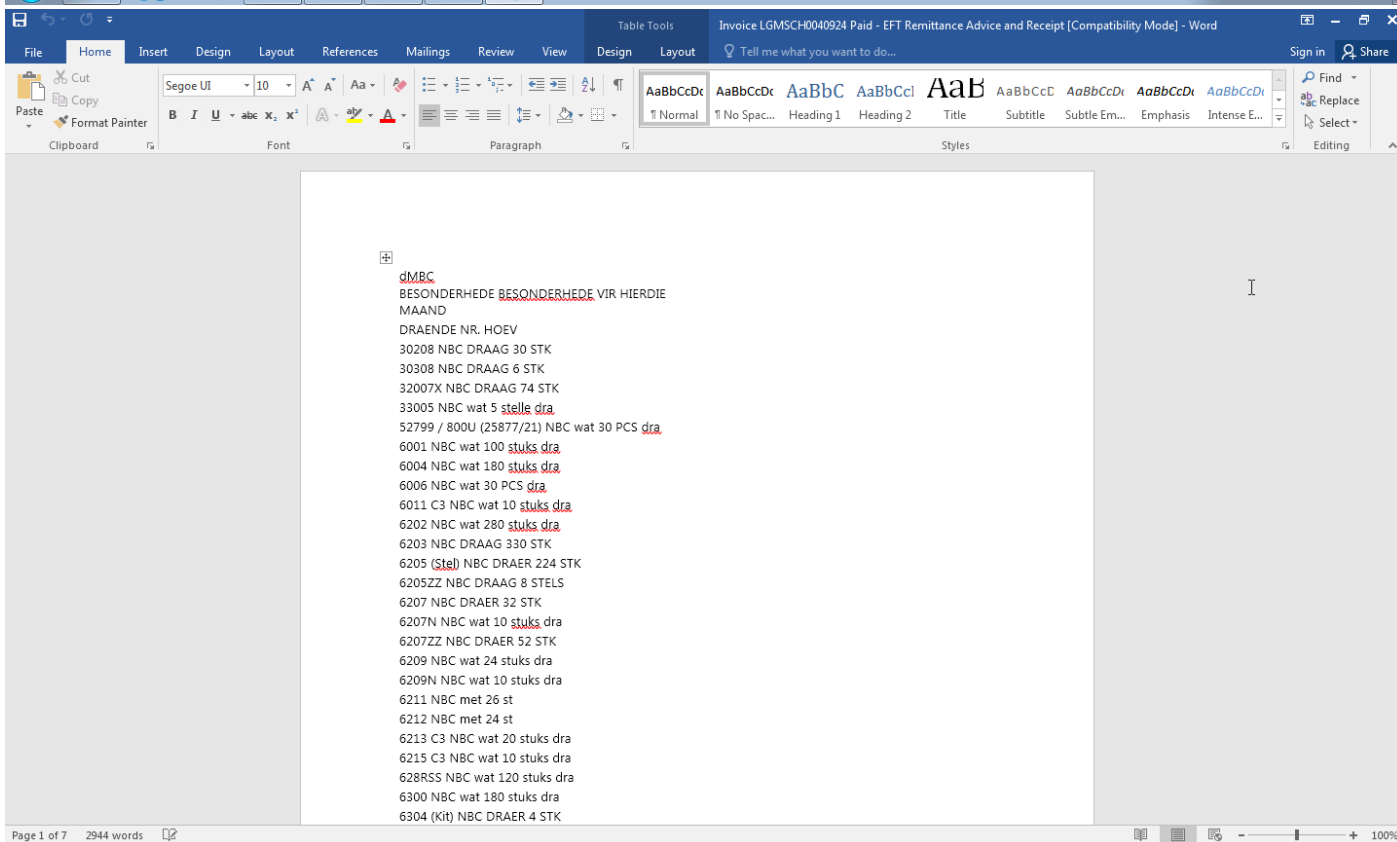 Table Tools
Invoice LGMSCH0040924 Paid - EFT Remittance Advice and Receipt [Compatibility Mode] - Word
File Home Insert Design Layout References Mailings Review View Design Layout Tell me what you want to do... Sign in Share
Paste
Cut
Copy
Format Painter
Clipboard
Segoe UI 10
Font
Paragraph
AaBbCcDc AaBbCcDc AaBbC AaBbCcI AaB AaBbCcD AaBbCcDt AaBbCcDt AaBbCcDt
¶ Normal ¶ No Spac... Heading 1 Heading 2 Title Subtitle Subtle Em... Emphasis Intense E...
Styles
Find
Replace
Select
Editing
dMBC
BESONDERHEDE BESONDERHEDE VIR HIERDIE
MAAND
DRAENDE NR. HOEV
30208 NBC DRAAG 30 STK
30308 NBC DRAAG 6 STK
32007X NBC DRAAG 74 STK
33005 NBC wat 5 stelle dra
52799 / 800U (25877/21) NBC wat 30 PCS dra
6001 NBC wat 100 stuks dra
6004 NBC wat 180 stuks dra
6006 NBC wat 30 PCS dra
6011 C3 NBC wat 10 stuks dra
6202 NBC wat 280 stuks dra
6203 NBC DRAAG 330 STK
6205 (Stel) NBC DRAER 224 STK
6205ZZ NBC DRAAG 8 STELS
6207 NBC DRAER 32 STK
6207N NBC wat 10 stuks dra
6207ZZ NBC DRAER 52 STK
6209 NBC wat 24 stuks dra
6209N NBC wat 10 stuks dra
6211 NBC met 26 st
6212 NBC met 24 st
6213 C3 NBC wat 20 stuks dra
6215 C3 NBC wat 10 stuks dra
628RSS NBC wat 120 stuks dra
6300 NBC wat 180 stuks dra
6304 (Kit) NBC DRAER 4 STK
Page 1 of 7 2944 words 100%